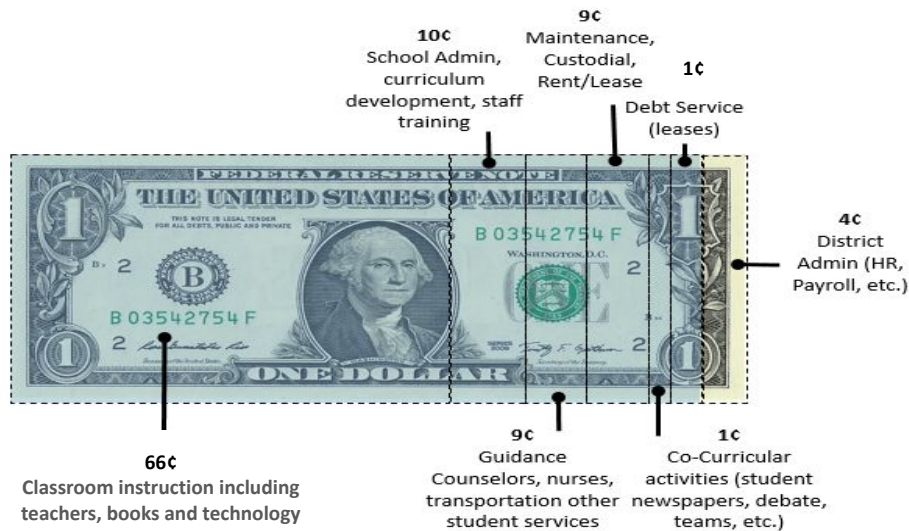 10¢
School Admin,
curriculum
development, staff
training
9¢
Maintenance,
Custodial,
Rent/Lease
1¢
Debt Service
(leases)
FEDERAL RESERVE NOTE
THE UNITED STATES OF AMERICA
THIS NOTE IS LEGAL TENDER
FOR ALL DEBTS, PUBLIC AND PRIVATE
B 03542754 F
WASHINGTON, D.C.
1
1
2
2
B
B 03542754 F
2
2
SERIES
2009
1
1
ONE DOLLAR
4¢
District
Admin (HR,
Payroll, etc.)
66¢
Classroom instruction including
teachers, books and technology
9¢
Guidance
Counselors, nurses,
transportation other
student services
1¢
Co-Curricular
activities (student
newspapers, debate,
teams, etc.)